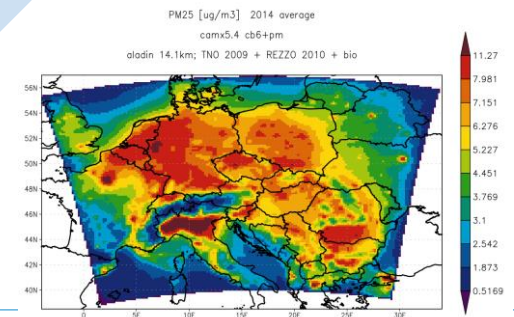 PM25 [ug/m3] 2014 average
camx5.4 cb6+pm
aladin 14.1km; TNO 2009 + REZZO 2010 + bio
11.27
7.981
7.151
6.276
5.227
4.451
3.769
3.1
2.542
1.873
0.5169
56N
54N
52N
50N
48N
46N
44N
42N
40N
0
5E
10E
15E
20E
25E
30E